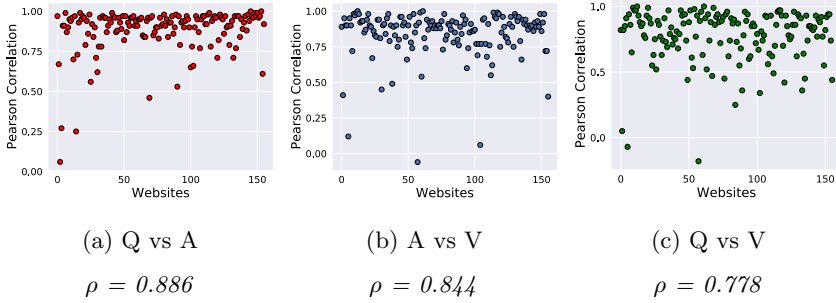 1.00
0.75
0.50
0.25
0.00
Pearson Correlation
0 50 100 150
Websites
(a) Q vs A
ρ = 0.886
1.00
0.75
0.50
0.25
0.00
Pearson Correlation
0 50 100 150
Websites
(b) A vs V
ρ = 0.844
1.0
0.5
0.0
Pearson Correlation
0 50 100 150
Websites
(c) Q vs V
ρ = 0.778